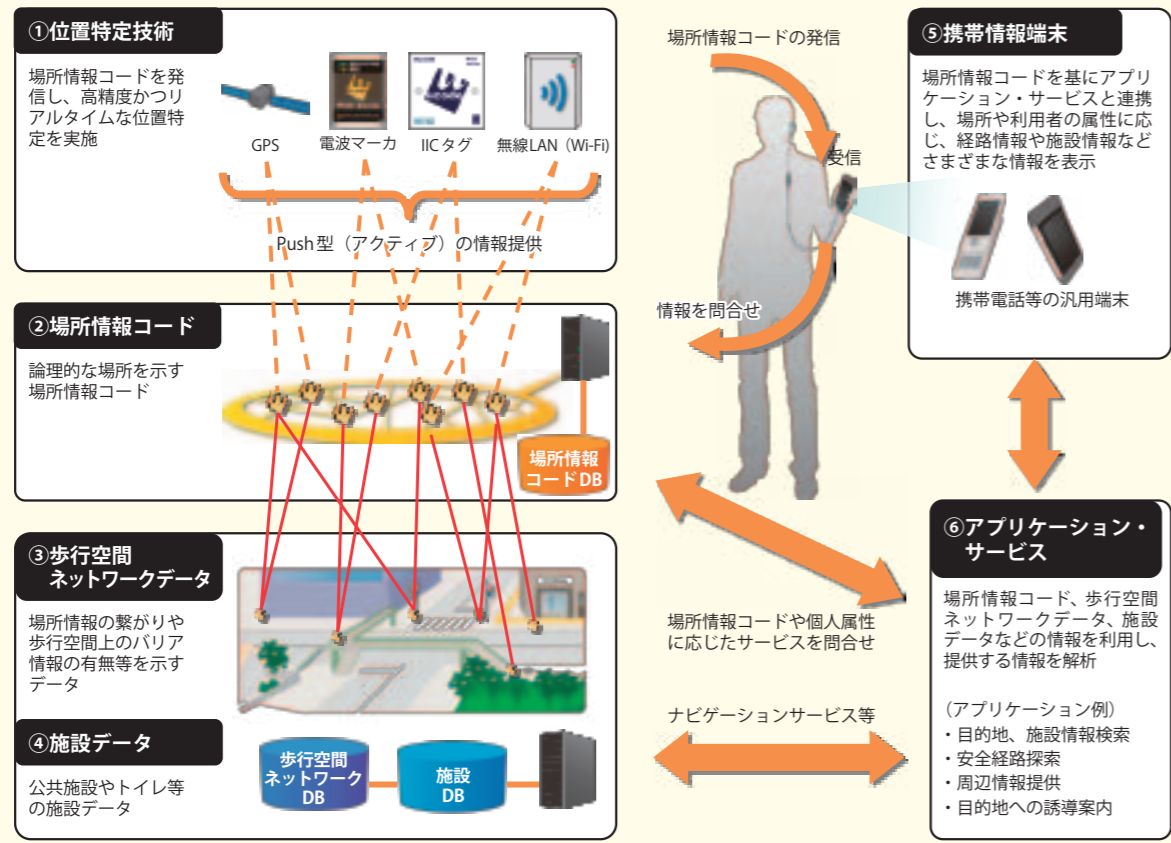 ①位置特定技術
場所情報コードを発
信し、高精度かつリ
アルタイムな位置特
定を実施
GPS
電波マーカ
IICタグ
無線LAN（Wi-Fi)
Push型（アクティブ）の情報提供
②場所情報コード
論理的な場所を示す
場所情報コード
場所情報
コードDB
③歩行空間
ネットワークデータ
場所情報の繋がりや
歩行空間上のバリア
情報の有無等を示す
データ
④施設データ
公共施設やトイレ等
の施設データ
歩行空間
ネットワーク
DB
施設
DB
場所情報コードの発信
受信
情報を問合せ
場所情報コードや個人属性
に応じたサービスを問合せ
ナビゲーションサービス等
⑤携帯情報端末
場所情報コードを基にアプリ
ケーション・サービスと連携
し、場所や利用者の属性に応
じ、経路情報や施設情報など
さまざまな情報を表示
携帯電話等の汎用端末
⑥アプリケーション・
サービス
場所情報コード、歩行空間
ネットワークデータ、施設
データなどの情報を利用し、
提供する情報を解析
（アプリケーション例）
・目的地、施設情報検索
・安全経路探索
・周辺情報提供
・目的地への誘導案内